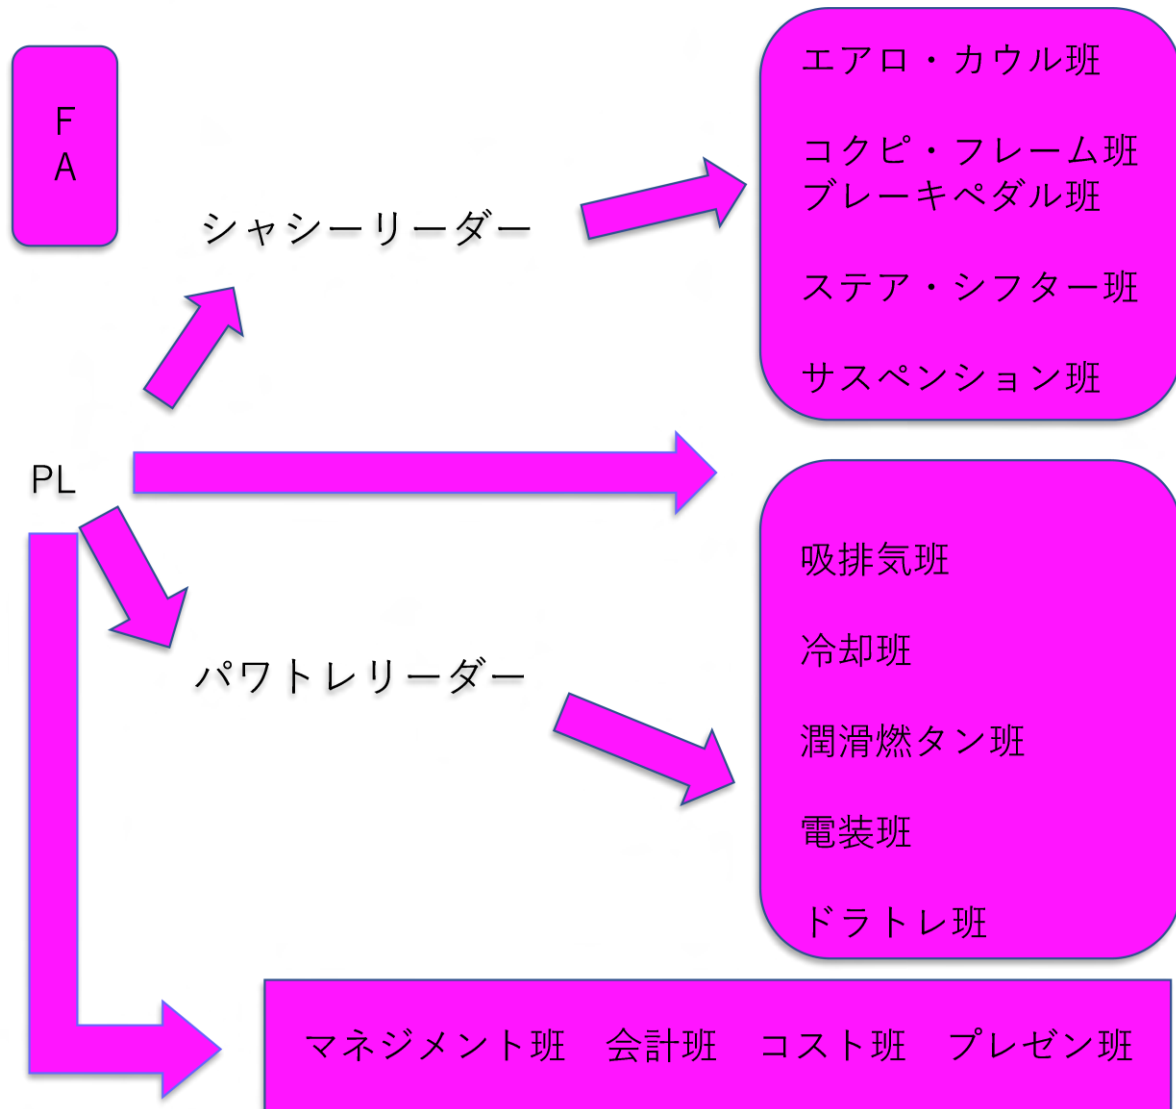 F
A
シャシーリーダー
PL
パワトレリーダー
エアロ・カウル班
コクピ・フレーム班
ブレーキペダル班
ステア・シフター班
サスペンション班
吸排気班
冷却班
潤滑燃タン班
電装班
ドラトレ班
マネジメント班 会計班 コスト班 プレゼン班